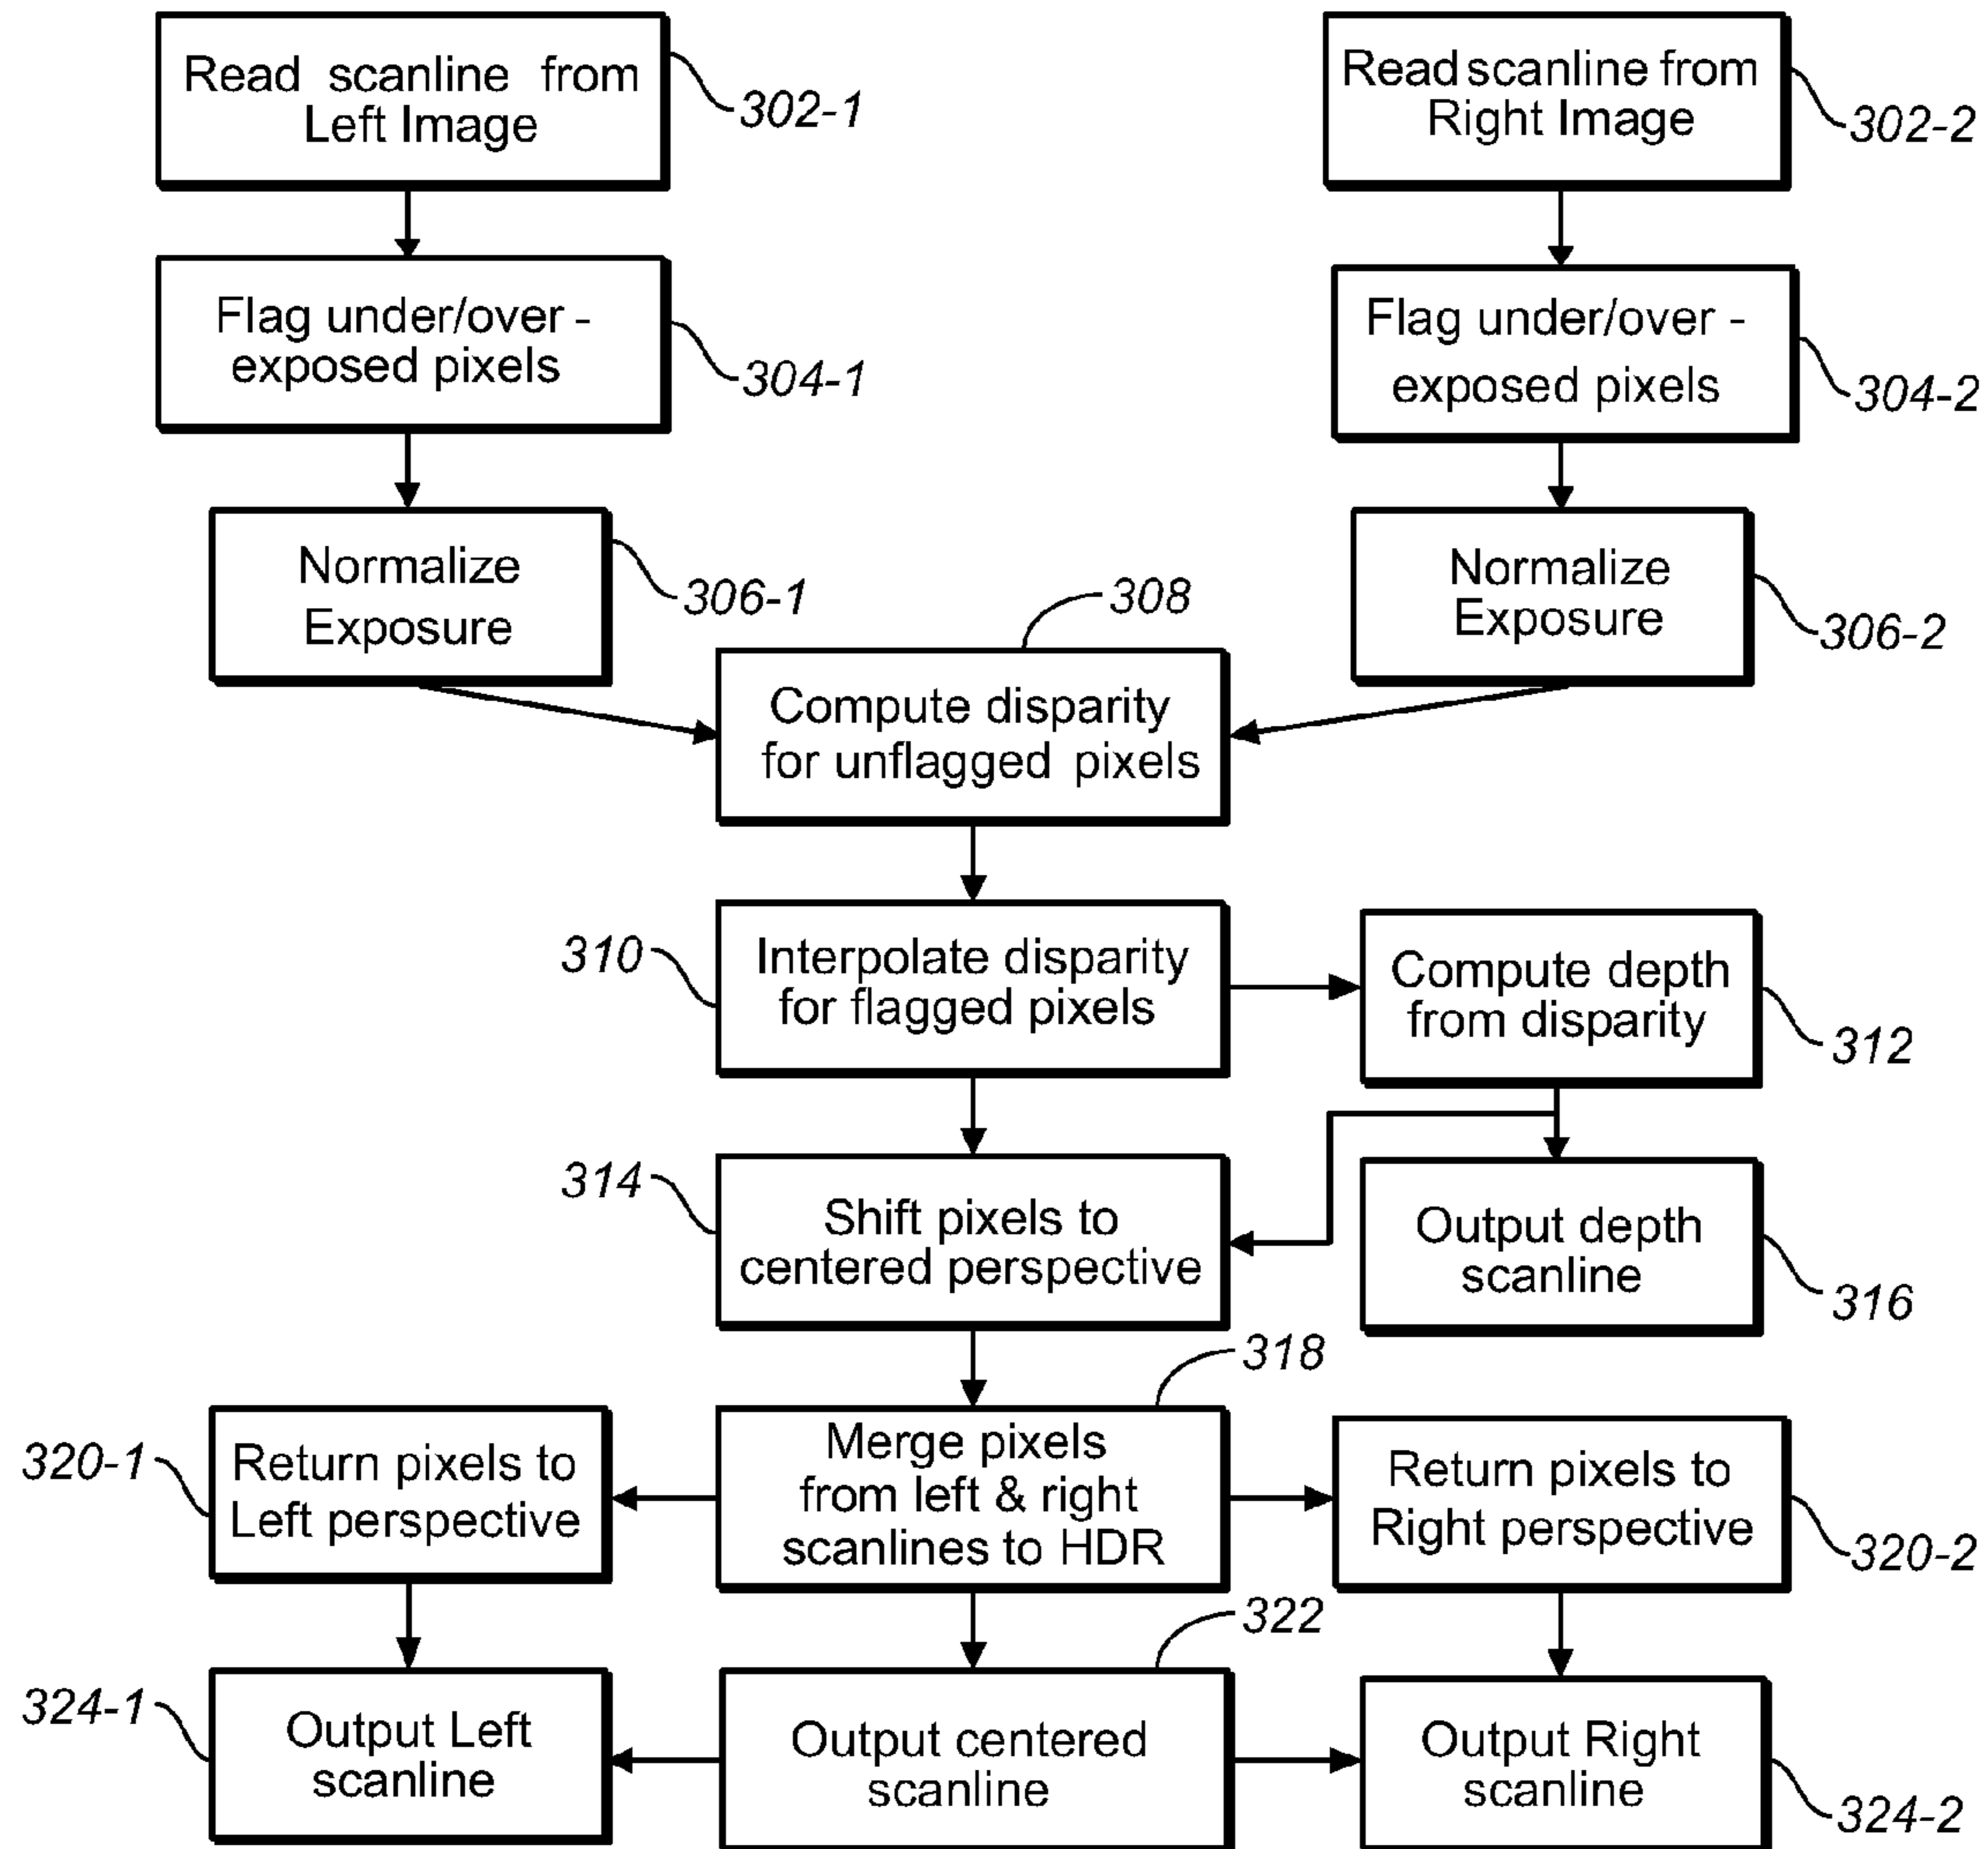 Read scanline from
Left Image
302-1
Read scanline from
Right Image
302-2
Flag under/over -
exposed pixels
304-1
Flag under/over -
exposed pixels
304-2
Normalize
Exposure
306-1
308
Normalize
Exposure
306-2
Compute disparity
for unflagged pixels
310
Interpolate disparity
for flagged pixels
Compute depth
from disparity
312
314
Shift pixels to
centered perspective
Output depth
scanline
316
318
320-1
Return pixels to
Left perspective
Merge pixels
from left & right
scanlines to HDR
Return pixels to
Right perspective
320-2
322
324-1
Output Left
scanline
Output centered
scanline
Output Right
scanline
324-2